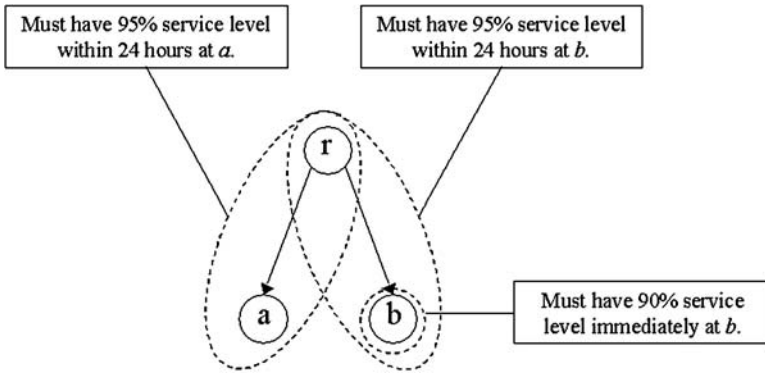 Must have 95% service level
within 24 hours at a.
Must have 95% service level
within 24 hours at b.
r
a
b
Must have 90% service
level immediately at b.